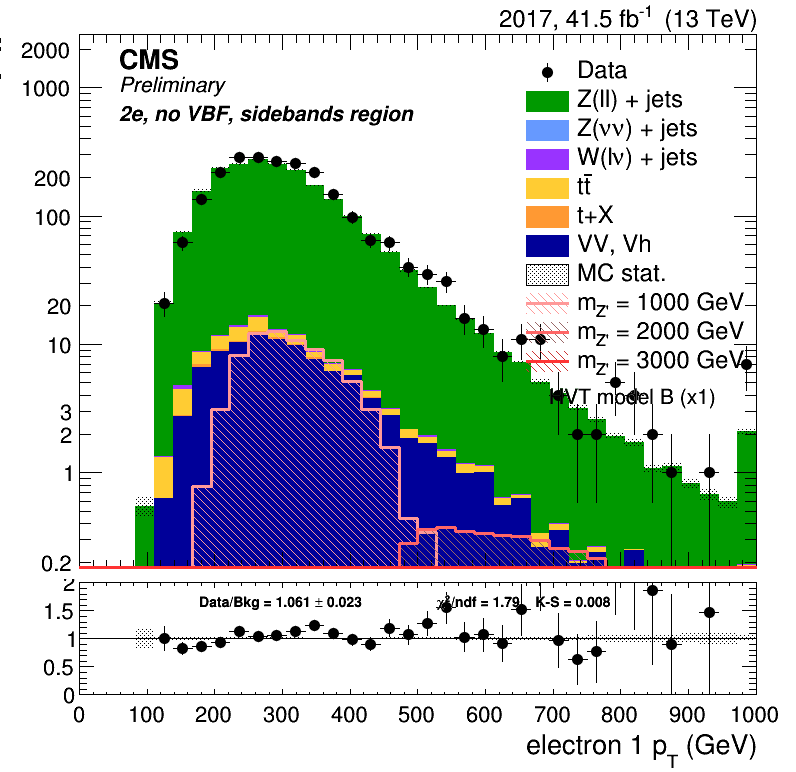 2017, 41.5 fb⁻¹ (13 TeV)
CMS
Preliminary
2e, no VBF, sidebands region
Data
Z(ll) + jets
Z(νν) + jets
W(lν) + jets
tt̄
t+X
VV, Vh
MC stat.
m_Z' = 1000 GeV
m_Z' = 2000 GeV
m_Z' = 3000 GeV
HVT model B (x1)
2000
1000
200
100
20
10
3
2
1
0.2
Data/Bkg = 1.061 ± 0.023 χ²/ndf = 1.79 K-S = 0.008
2
1.5
1
0.5
0
0 100 200 300 400 500 600 700 800 900 1000
electron 1 p_T (GeV)